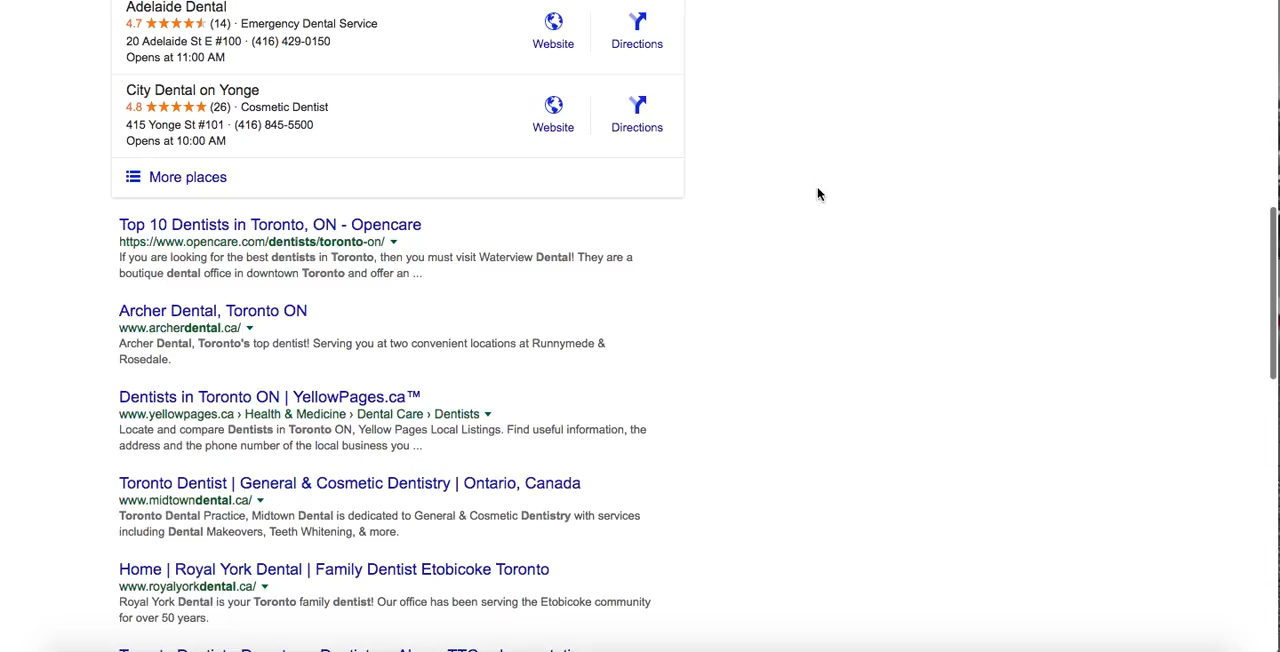 Adelaide Dental
4.7 ★★★★★ (14) · Emergency Dental Service
20 Adelaide St E #100 · (416) 429-0150
Opens at 11:00 AM
Website
Directions
City Dental on Yonge
4.8 ★★★★★ (26) · Cosmetic Dentist
415 Yonge St #101 · (416) 845-5500
Opens at 10:00 AM
Website
Directions
More places
Top 10 Dentists in Toronto, ON - Opencare
https://www.opencare.com/dentists/toronto-on/
If you are looking for the best dentists in Toronto, then you must visit Waterview Dental! They are a
boutique dental office in downtown Toronto and offer an ...
Archer Dental, Toronto ON
www.archerdental.ca/
Archer Dental, Toronto's top dentist! Serving you at two convenient locations at Runnymede &
Rosedale.
Dentists in Toronto ON | YellowPages.ca™
www.yellowpages.ca › Health & Medicine › Dental Care › Dentists
Locate and compare Dentists in Toronto ON, Yellow Pages Local Listings. Find useful information, the
address and the phone number of the local business you ...
Toronto Dentist | General & Cosmetic Dentistry | Ontario, Canada
www.midtowndental.ca/
Toronto Dental Practice, Midtown Dental is dedicated to General & Cosmetic Dentistry with services
including Dental Makeovers, Teeth Whitening, & more.
Home | Royal York Dental | Family Dentist Etobicoke Toronto
www.royalyorkdental.ca/
Royal York Dental is your Toronto family dentist! Our office has been serving the Etobicoke community
for over 50 years.